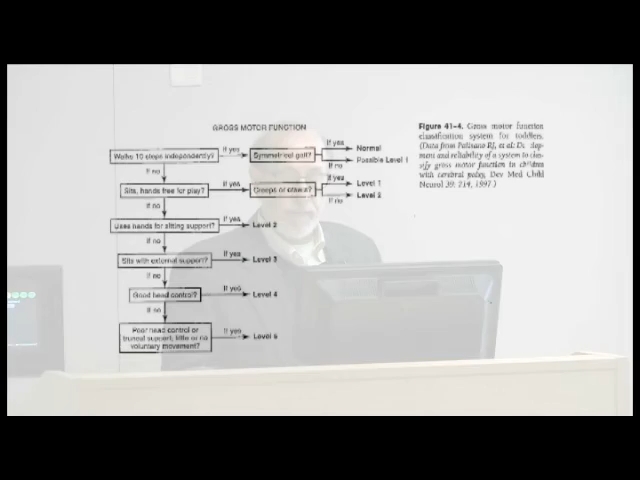 GROSS MOTOR FUNCTION
Walks 10 steps independently?
If yes
Symmetrical gait?
If yes
Normal
If no
Possible Level 1
If no
Sits, hands free for play?
If yes
Creeps or crawls?
If yes
Level 1
If no
Level 2
If no
Uses hands for sitting support?
If yes
Level 2
If no
Sits with external support?
If yes
Level 3
If no
Good head control?
If yes
Level 4
If no
Poor head control or
truncal support, little or no
voluntary movement?
If yes
Level 5
Figure 41-4. Gross motor function
classification system for toddlers.
(Data from Palisano RJ, et al: Develop-
ment and reliability of a system to clas-
sify gross motor function in children
with cerebral palsy. Dev Med Child
Neurol 39: 214, 1997.)